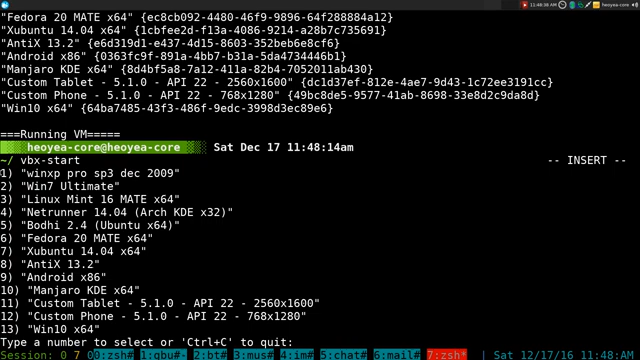 11:48:38 AM heoyea-core
"Fedora 20 MATE x64" {ec8cb092-4480-46f9-9896-64f288884a12}
"Xubuntu 14.04 x64" {1cbfee2d-f13a-4086-9214-a28b7c735691}
"AntiX 13.2" {e6d319d1-e437-4d15-8603-352beb6e8cf6}
"Android x86" {0363fc9f-891a-4bb7-b31a-5da4734446b1}
"Manjaro KDE x64" {8d4bf5a8-7a12-411a-82b4-7052011ab430}
"Custom Tablet - 5.1.0 - API 22 - 2560x1600" {dc1d37ef-812e-4ae7-9d43-1c72ee3191cc}
"Custom Phone - 5.1.0 - API 22 - 768x1280" {49bc8de5-9577-41ab-8698-33e8d2c9da8d}
"Win10 x64" {64ba7485-43f3-486f-9edc-3998d3ec89e6}
===Running VM=====
heoyea-core@heoyea-core Sat Dec 17 11:48:14am
~/ vbx-start -- INSERT --
1) "winxp pro sp3 dec 2009"
2) "Win7 Ultimate"
3) "Linux Mint 16 MATE x64"
4) "Netrunner 14.04 (Arch KDE x32)"
5) "Bodhi 2.4 (Ubuntu x64)"
6) "Fedora 20 MATE x64"
7) "Xubuntu 14.04 x64"
8) "AntiX 13.2"
9) "Android x86"
10) "Manjaro KDE x64"
11) "Custom Tablet - 5.1.0 - API 22 - 2560x1600"
12) "Custom Phone - 5.1.0 - API 22 - 768x1280"
13) "Win10 x64"
Type a number to select or 'Ctrl+C' to quit:
Session: 0 7 0 0:zsh# 1:qbu#- 2:bt# 3:mus# 4:im# 5:chat# 6:mail# 7:zsh* | Sat 12/17/16 11:48:AM